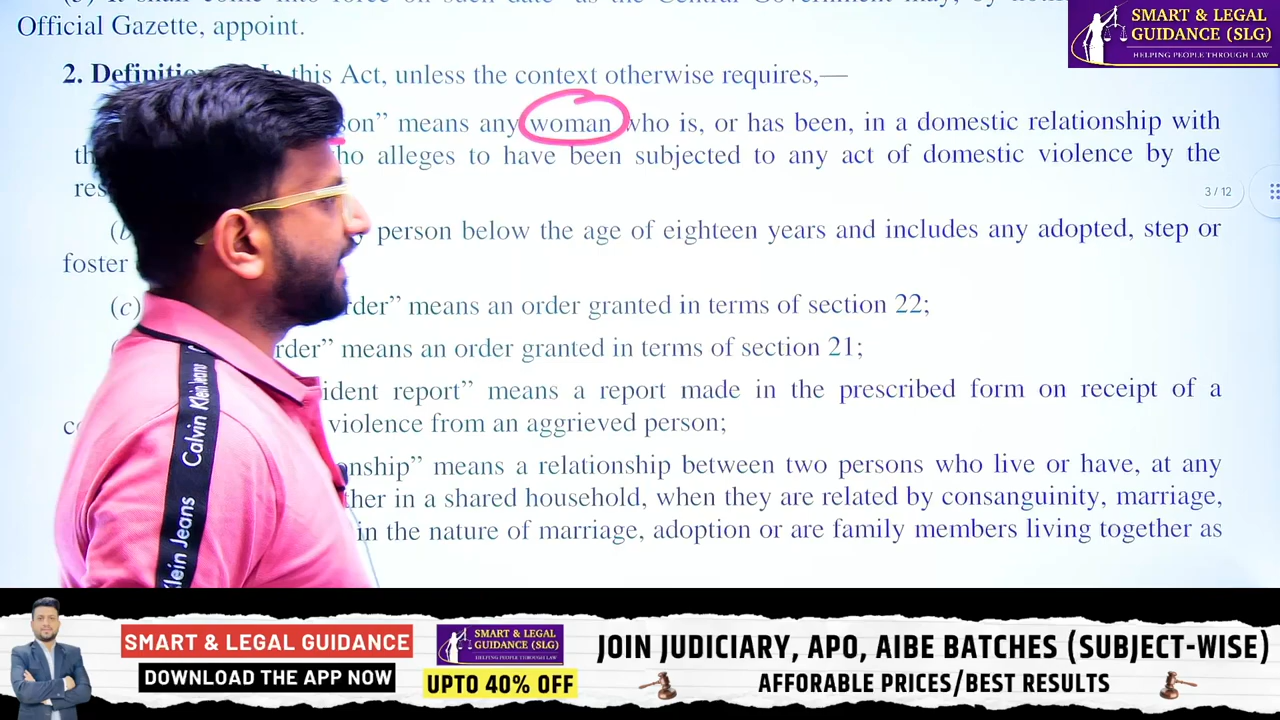 Official Gazette, appoint.
SMART & LEGAL
GUIDANCE (SLG)
HELPING PEOPLE THROUGH LAW
2. this Act, unless the context otherwise requires,—
son” means any woman who is, or has been, in a domestic relationship with
ho alleges to have been subjected to any act of domestic violence by the
3 / 12
person below the age of eighteen years and includes any adopted, step or
foster
(c) rder” means an order granted in terms of section 22;
rder” means an order granted in terms of section 21;
ident report” means a report made in the prescribed form on receipt of a
violence from an aggrieved person;
onship” means a relationship between two persons who live or have, at any
ther in a shared household, when they are related by consanguinity, marriage,
in the nature of marriage, adoption or are family members living together as
Calvin Klein Jeans
Klein Jeans
SMART & LEGAL GUIDANCE
DOWNLOAD THE APP NOW
SMART & LEGAL
GUIDANCE (SLG)
HELPING PEOPLE THROUGH LAW
UPTO 40% OFF
JOIN JUDICIARY, APO, AIBE BATCHES (SUBJECT-WISE)
AFFORABLE PRICES/BEST RESULTS